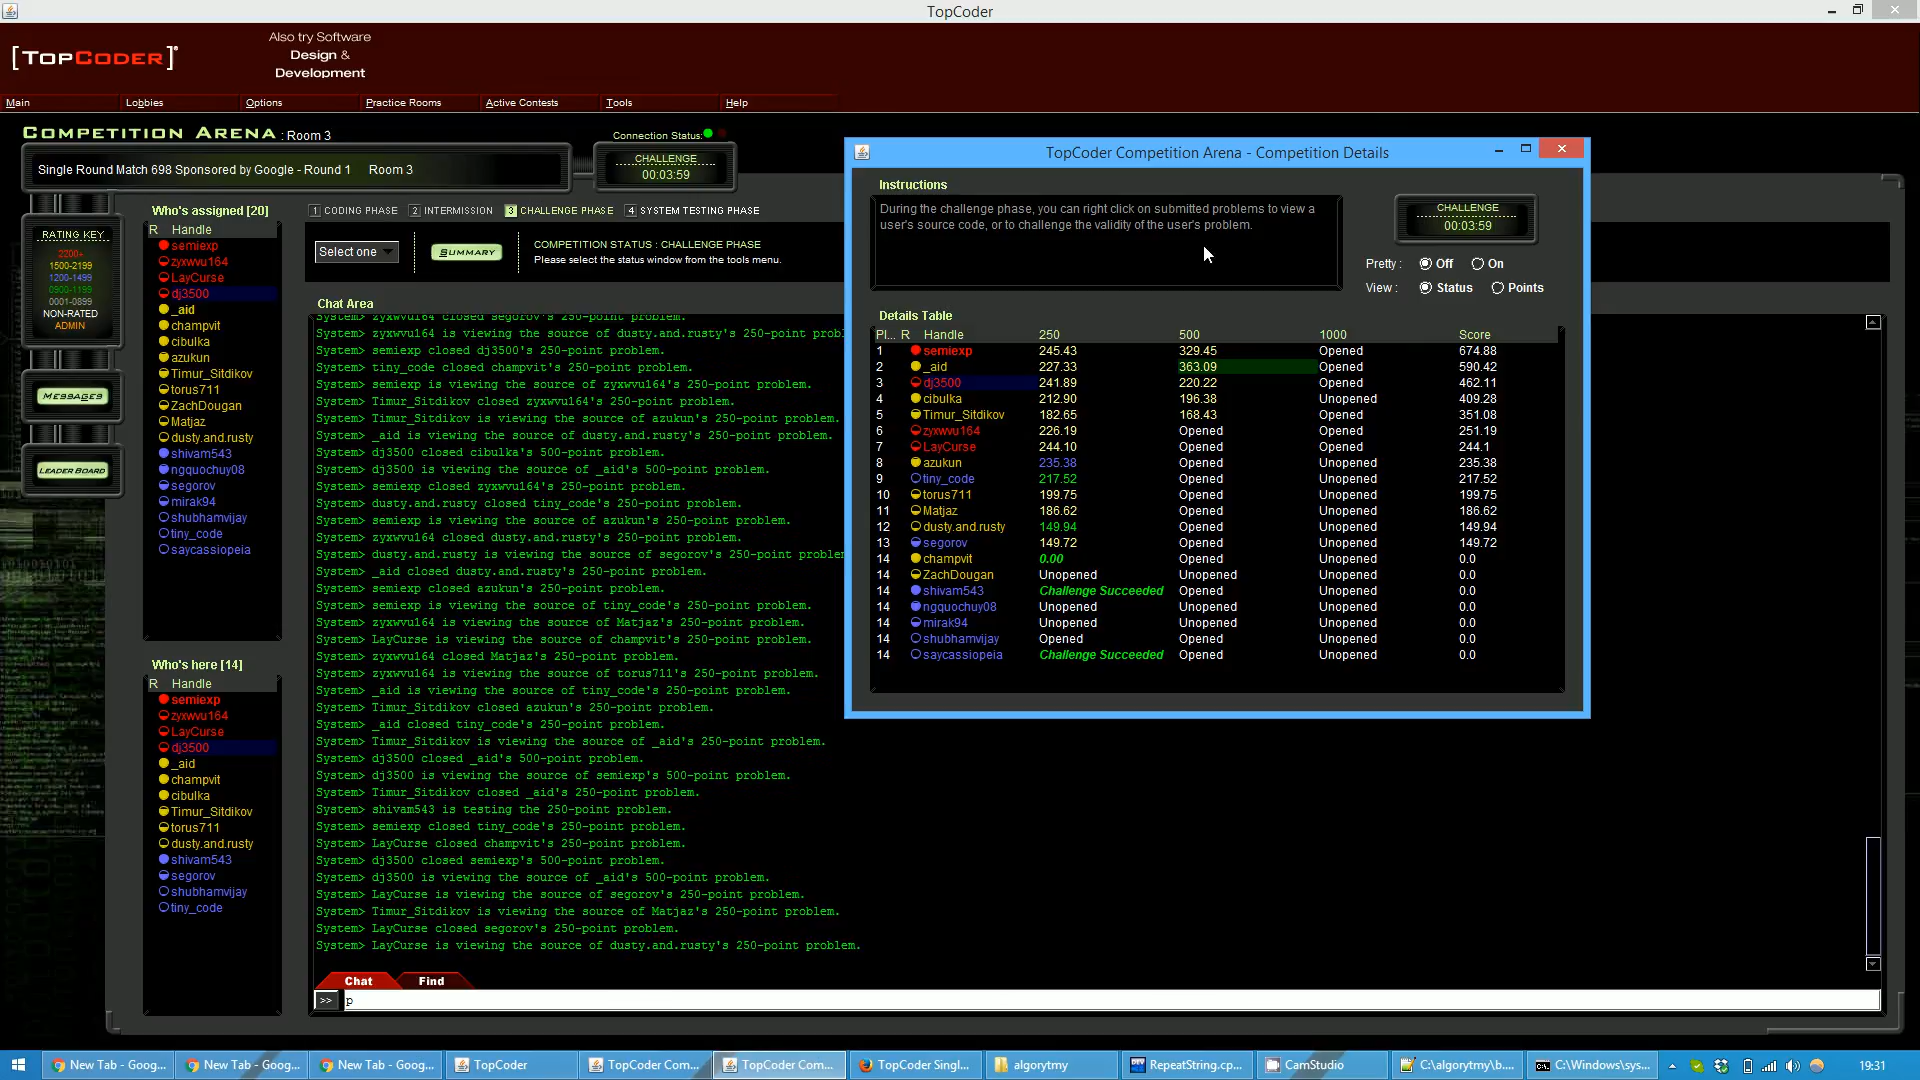 TopCoder
[TOPCODER]
Also try Software
Design &
Development
Main Lobbies Options Practice Rooms Active Contests Tools Help
COMPETITION ARENA : Room 3
Connection Status:
Single Round Match 698 Sponsored by Google - Round 1 Room 3
CHALLENGE
00:03:59
RATING KEY
2200+
1500-2199
1200-1499
0900-1199
0001-0899
NON-RATED
ADMIN
MESSAGES
LEADER BOARD
Who's assigned [20]
R Handle
semiexp
zyxwvu164
LayCurse
dj3500
_aid
champvit
cibulka
azukun
Timur_Sitdikov
torus711
ZachDougan
Matjaz
dusty.and.rusty
shivam543
ngquochuy08
segorov
mirak94
shubhamvijay
tiny_code
saycassiopeia
Who's here [14]
R Handle
semiexp
zyxwvu164
LayCurse
dj3500
_aid
champvit
cibulka
Timur_Sitdikov
torus711
dusty.and.rusty
shivam543
segorov
shubhamvijay
tiny_code
1 CODING PHASE 2 INTERMISSION 3 CHALLENGE PHASE 4 SYSTEM TESTING PHASE
Select one
SUMMARY
COMPETITION STATUS : CHALLENGE PHASE
Please select the status window from the tools menu.
Chat Area
System> zyxwvu164 closed segorov's 250-point problem.
System> zyxwvu164 is viewing the source of dusty.and.rusty's 250-point probl
System> semiexp closed dj3500's 250-point problem.
System> tiny_code closed champvit's 250-point problem.
System> semiexp is viewing the source of zyxwvu164's 250-point problem.
System> Timur_Sitdikov closed zyxwvu164's 250-point problem.
System> Timur_Sitdikov is viewing the source of azukun's 250-point problem.
System> _aid is viewing the source of dusty.and.rusty's 250-point problem.
System> dj3500 closed cibulka's 500-point problem.
System> dj3500 is viewing the source of _aid's 500-point problem.
System> semiexp closed zyxwvu164's 250-point problem.
System> dusty.and.rusty closed tiny_code's 250-point problem.
System> semiexp is viewing the source of azukun's 250-point problem.
System> zyxwvu164 closed dusty.and.rusty's 250-point problem.
System> dusty.and.rusty is viewing the source of segorov's 250-point problem
System> _aid closed dusty.and.rusty's 250-point problem.
System> semiexp closed azukun's 250-point problem.
System> semiexp is viewing the source of tiny_code's 250-point problem.
System> zyxwvu164 is viewing the source of Matjaz's 250-point problem.
System> LayCurse is viewing the source of champvit's 250-point problem.
System> zyxwvu164 closed Matjaz's 250-point problem.
System> zyxwvu164 is viewing the source of torus711's 250-point problem.
System> _aid is viewing the source of tiny_code's 250-point problem.
System> Timur_Sitdikov closed azukun's 250-point problem.
System> _aid closed tiny_code's 250-point problem.
System> Timur_Sitdikov is viewing the source of _aid's 250-point problem.
System> dj3500 closed _aid's 500-point problem.
System> dj3500 is viewing the source of semiexp's 500-point problem.
System> Timur_Sitdikov closed _aid's 250-point problem.
System> shivam543 is testing the 250-point problem.
System> semiexp closed tiny_code's 250-point problem.
System> LayCurse closed champvit's 250-point problem.
System> dj3500 closed semiexp's 500-point problem.
System> dj3500 is viewing the source of _aid's 500-point problem.
System> LayCurse is viewing the source of segorov's 250-point problem.
System> Timur_Sitdikov is viewing the source of Matjaz's 250-point problem.
System> LayCurse closed segorov's 250-point problem.
System> LayCurse is viewing the source of dusty.and.rusty's 250-point problem.
Chat Find
>> p
TopCoder Competition Arena - Competition Details
Instructions
During the challenge phase, you can right click on submitted problems to view a
user's source code, or to challenge the validity of the user's problem.
CHALLENGE
00:03:59
Pretty : Off On
View : Status Points
Details Table
Pl... R Handle 250 500 1000 Score
1 semiexp 245.43 329.45 Opened 674.88
2 _aid 227.33 363.09 Opened 590.42
3 dj3500 241.89 220.22 Opened 462.11
4 cibulka 212.90 196.38 Unopened 409.28
5 Timur_Sitdikov 182.65 168.43 Opened 351.08
6 zyxwvu164 226.19 Opened Opened 251.19
7 LayCurse 244.10 Opened Opened 244.1
8 azukun 235.38 Opened Unopened 235.38
9 tiny_code 217.52 Opened Unopened 217.52
10 torus711 199.75 Opened Unopened 199.75
11 Matjaz 186.62 Opened Unopened 186.62
12 dusty.and.rusty 149.94 Opened Unopened 149.94
13 segorov 149.72 Opened Unopened 149.72
14 champvit 0.00 Opened Unopened 0.0
14 ZachDougan Unopened Unopened Unopened 0.0
14 shivam543 Challenge Succeeded Opened Unopened 0.0
14 ngquochuy08 Unopened Unopened Unopened 0.0
14 mirak94 Unopened Unopened Unopened 0.0
14 shubhamvijay Opened Opened Unopened 0.0
14 saycassiopeia Challenge Succeeded Opened Unopened 0.0
New Tab - Goog... New Tab - Goog... New Tab - Goog... TopCoder TopCoder Com... TopCoder Com... TopCoder Singl... algorytmy RepeatString.cp... CamStudio C:\algorytmy\b... C:\Windows\sys... 19:31